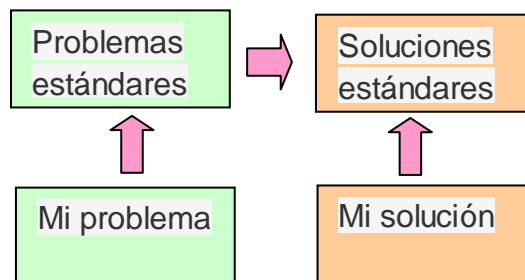 Problemas
estándares
Soluciones
estándares
Mi problema
Mi solución